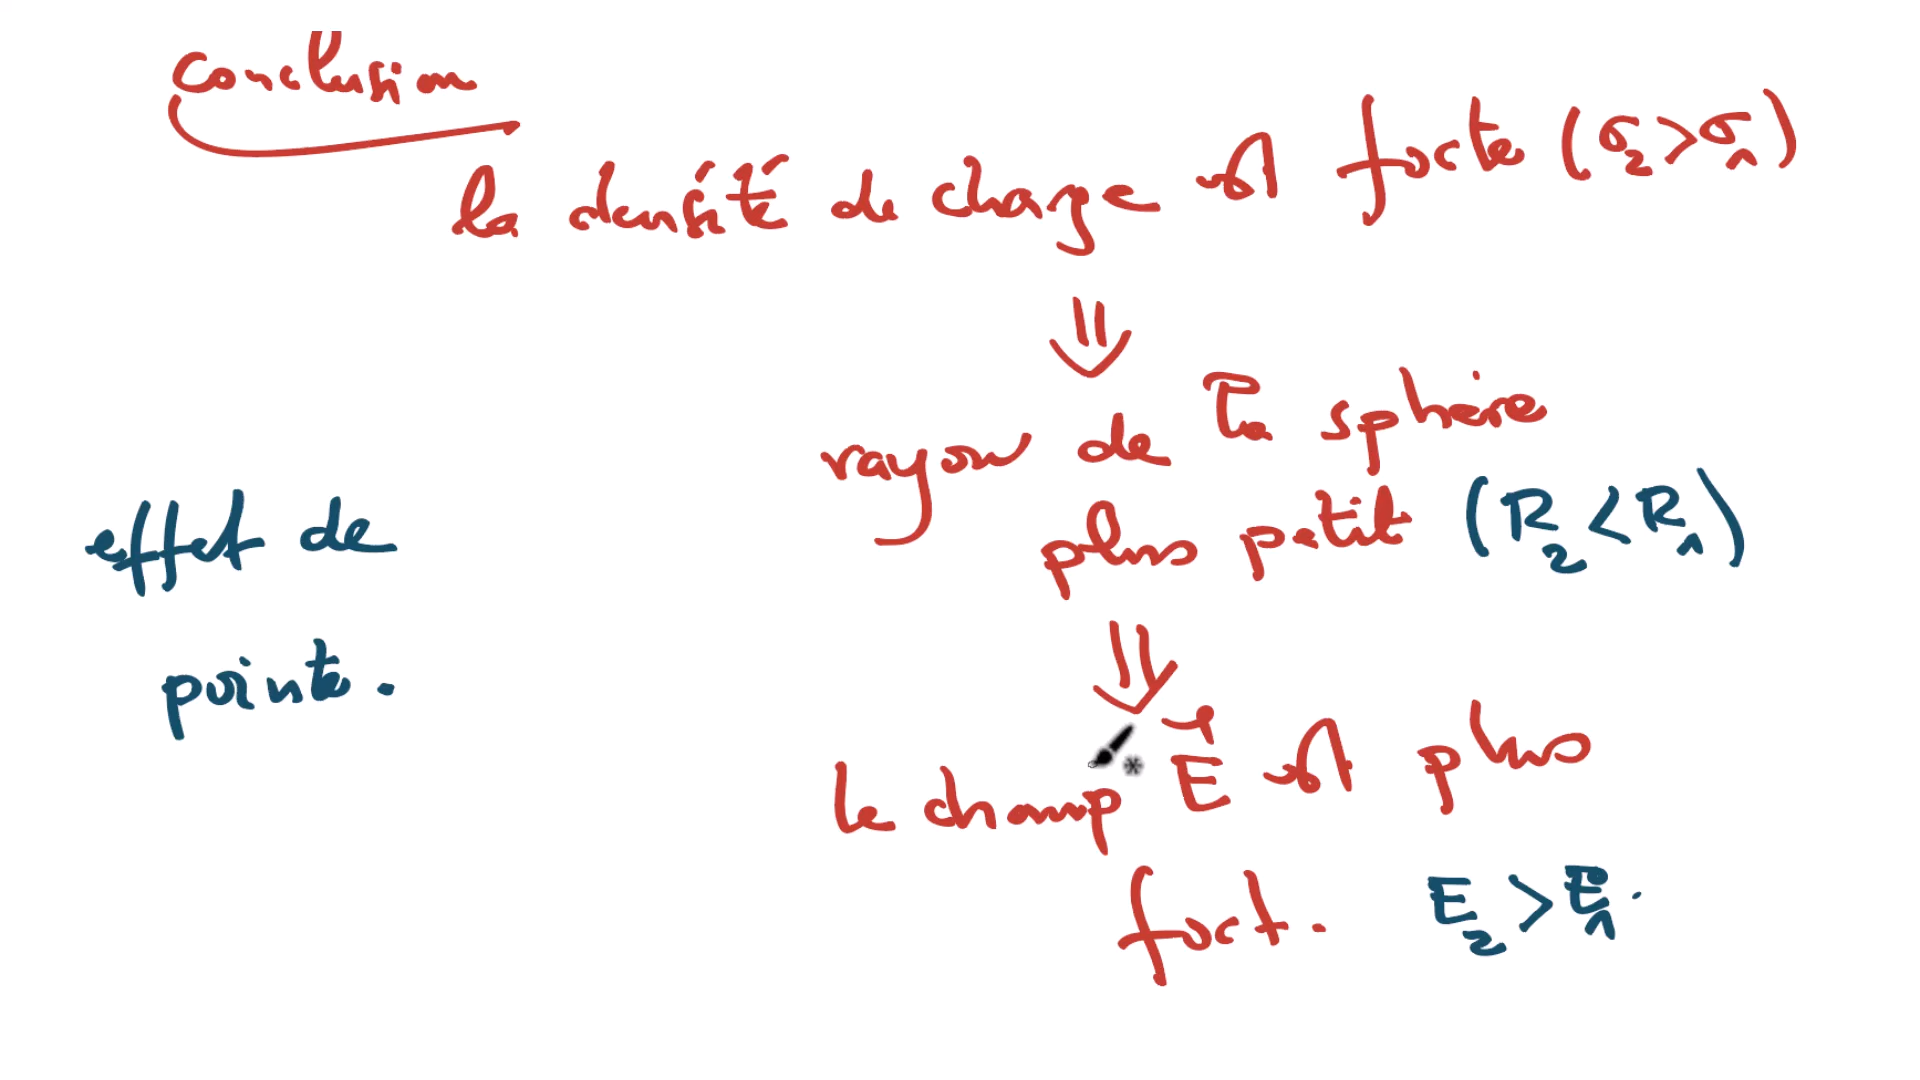 conclusion
la densité de charge est forte (σ₂>σ₁)
⇓
rayon de la sphère
plus petit (R₂<R₁)
effet de
pointe.
⇓
le champ E⃗ est plus
fort. E₂>E₁.